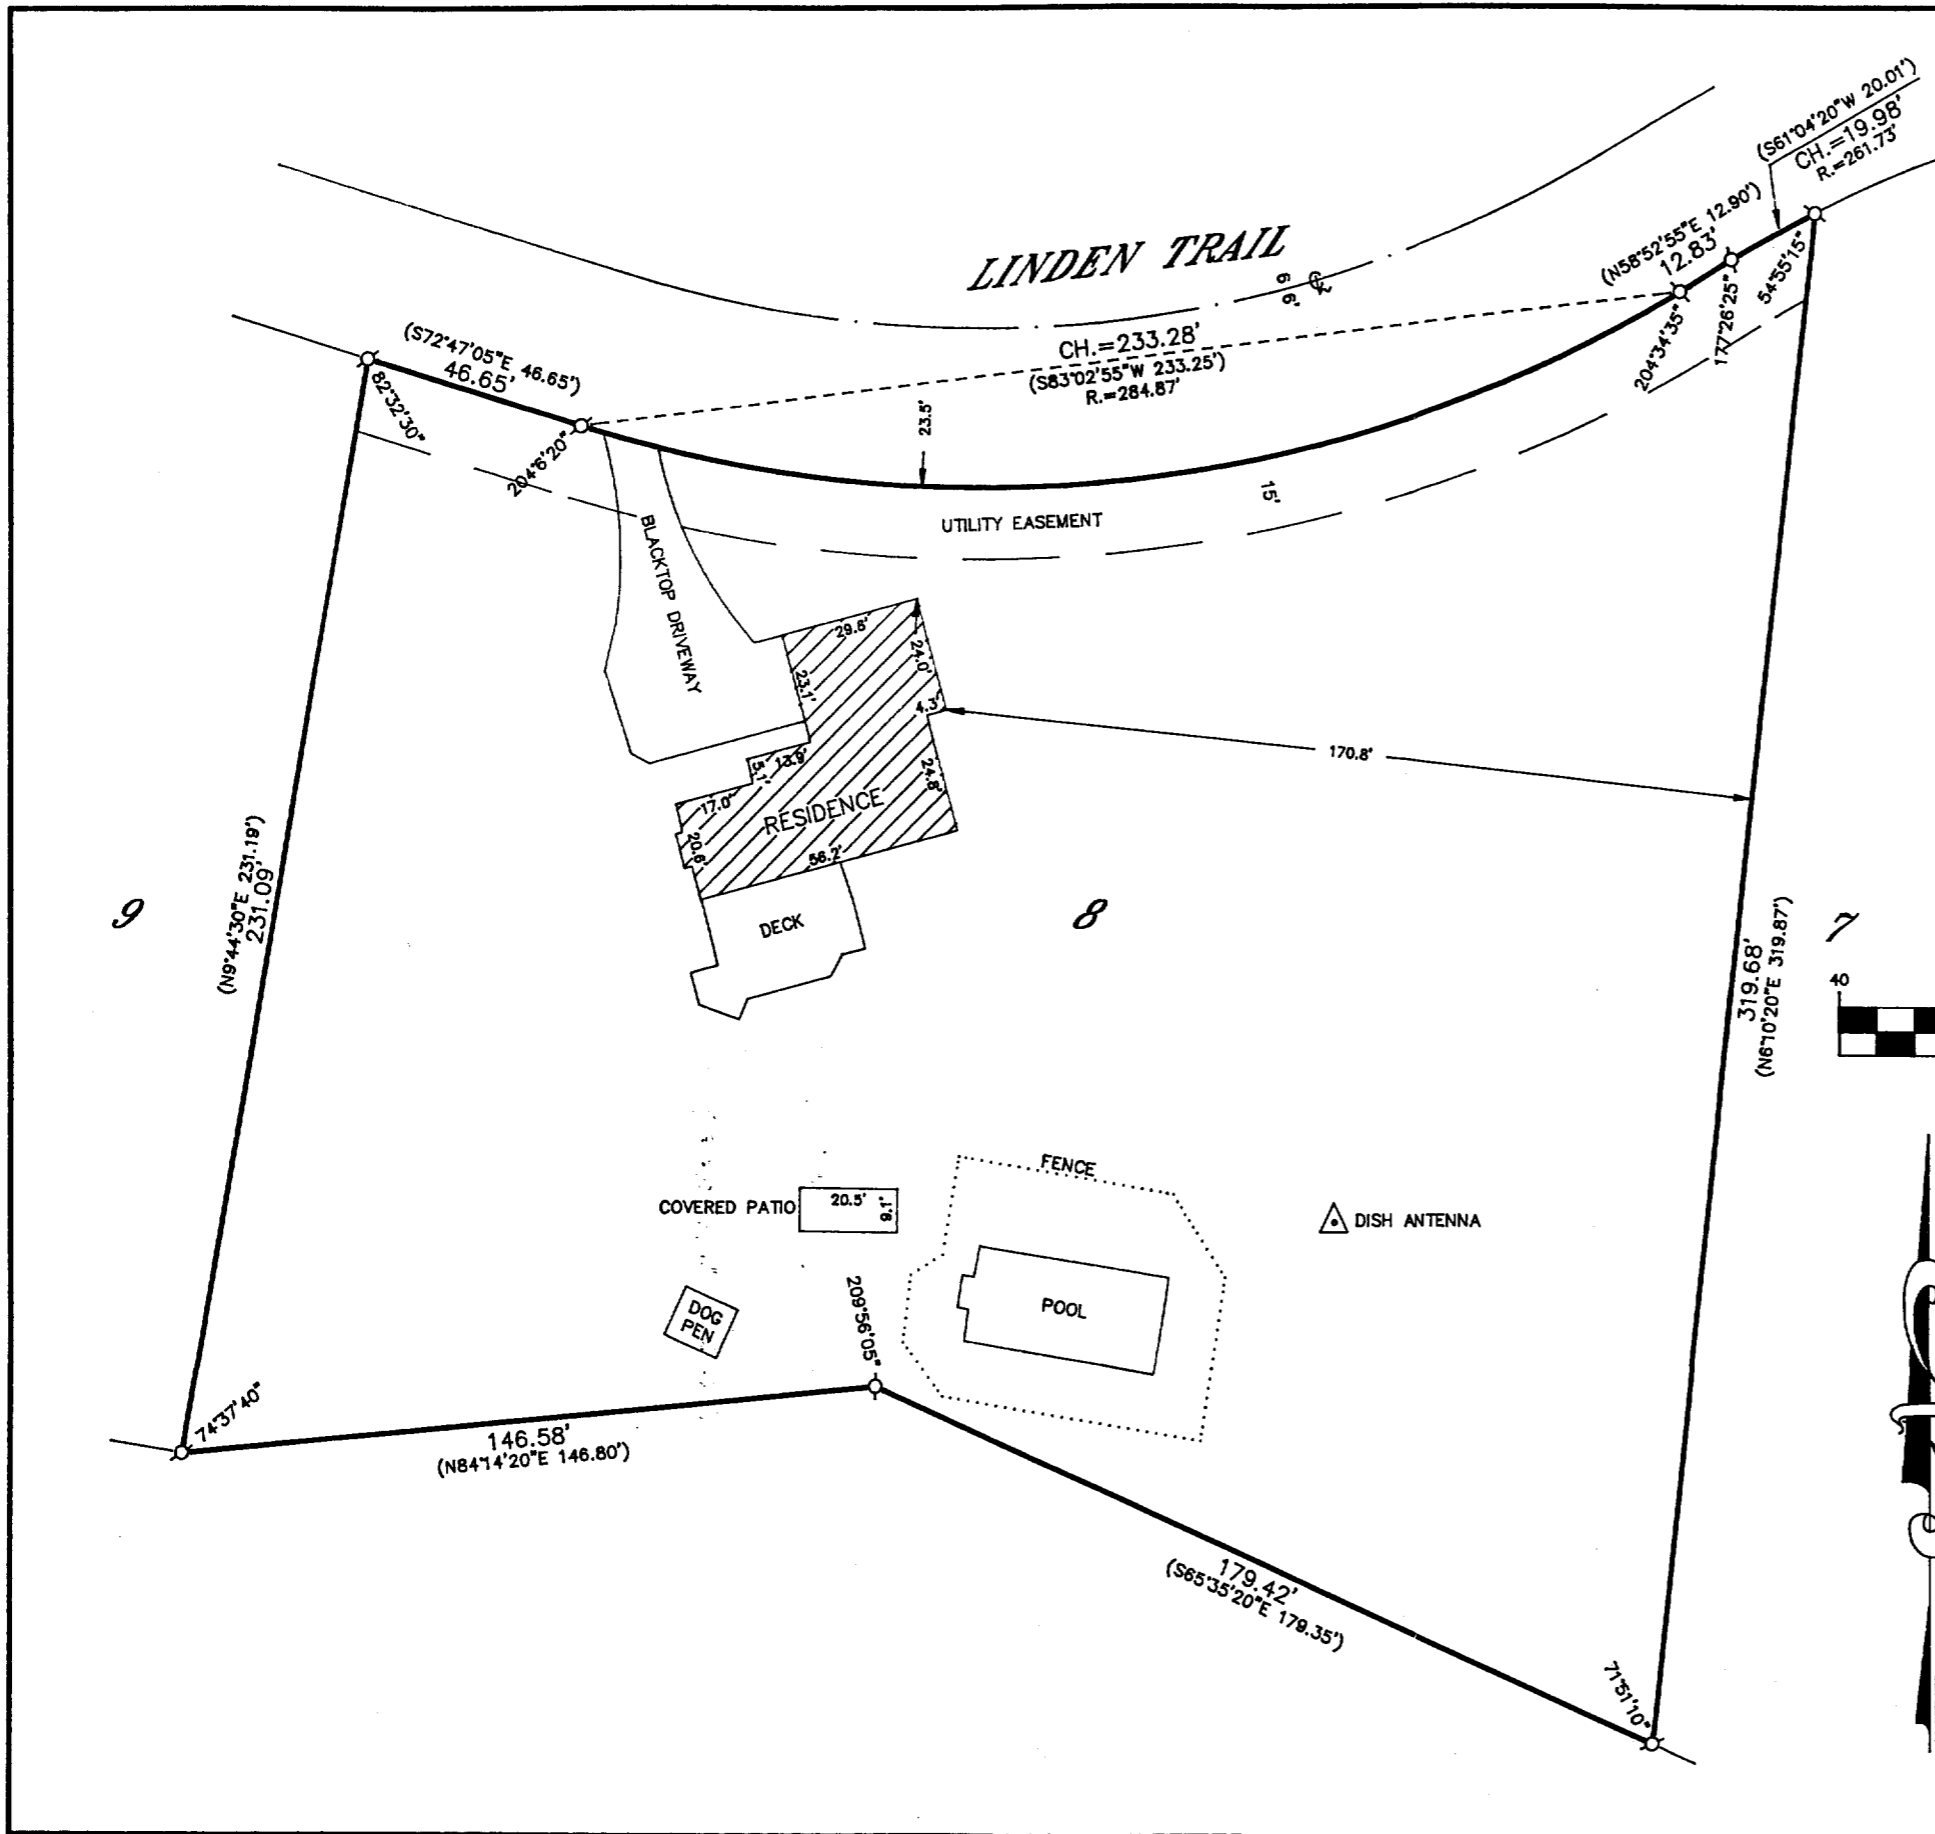 (S61°04'20"W 20.01')
CH.=19.98'
R.=261.73'
(N58°52'55"E 12.90')
12.83'
54°55'15"
177°26'25"
204°34'35"
LINDEN TRAIL
66'
CH.=233.28'
(S83°02'55"W 233.25')
R.=284.87'
(S72°47'05"E 46.65')
46.65'
82°32'30"
204°6'20"
23.5'
15'
UTILITY EASEMENT
BLACKTOP DRIVEWAY
29.6'
24.0'
23.1'
4.3'
170.8'
13.9'
5.1'
24.8'
17.0'
RESIDENCE
20.6'
56.2'
DECK
9
8
7
(N9°44'30"E 231.19')
231.09'
319.68'
(N6°10'20"E 319.87')
40
FENCE
COVERED PATIO
20.5'
9.1'
DISH ANTENNA
DOG
PEN
209°56'05"
POOL
74°37'40"
146.58'
(N84°14'20"E 146.80')
179.42'
(S65°35'20"E 179.35')
71°51'10"